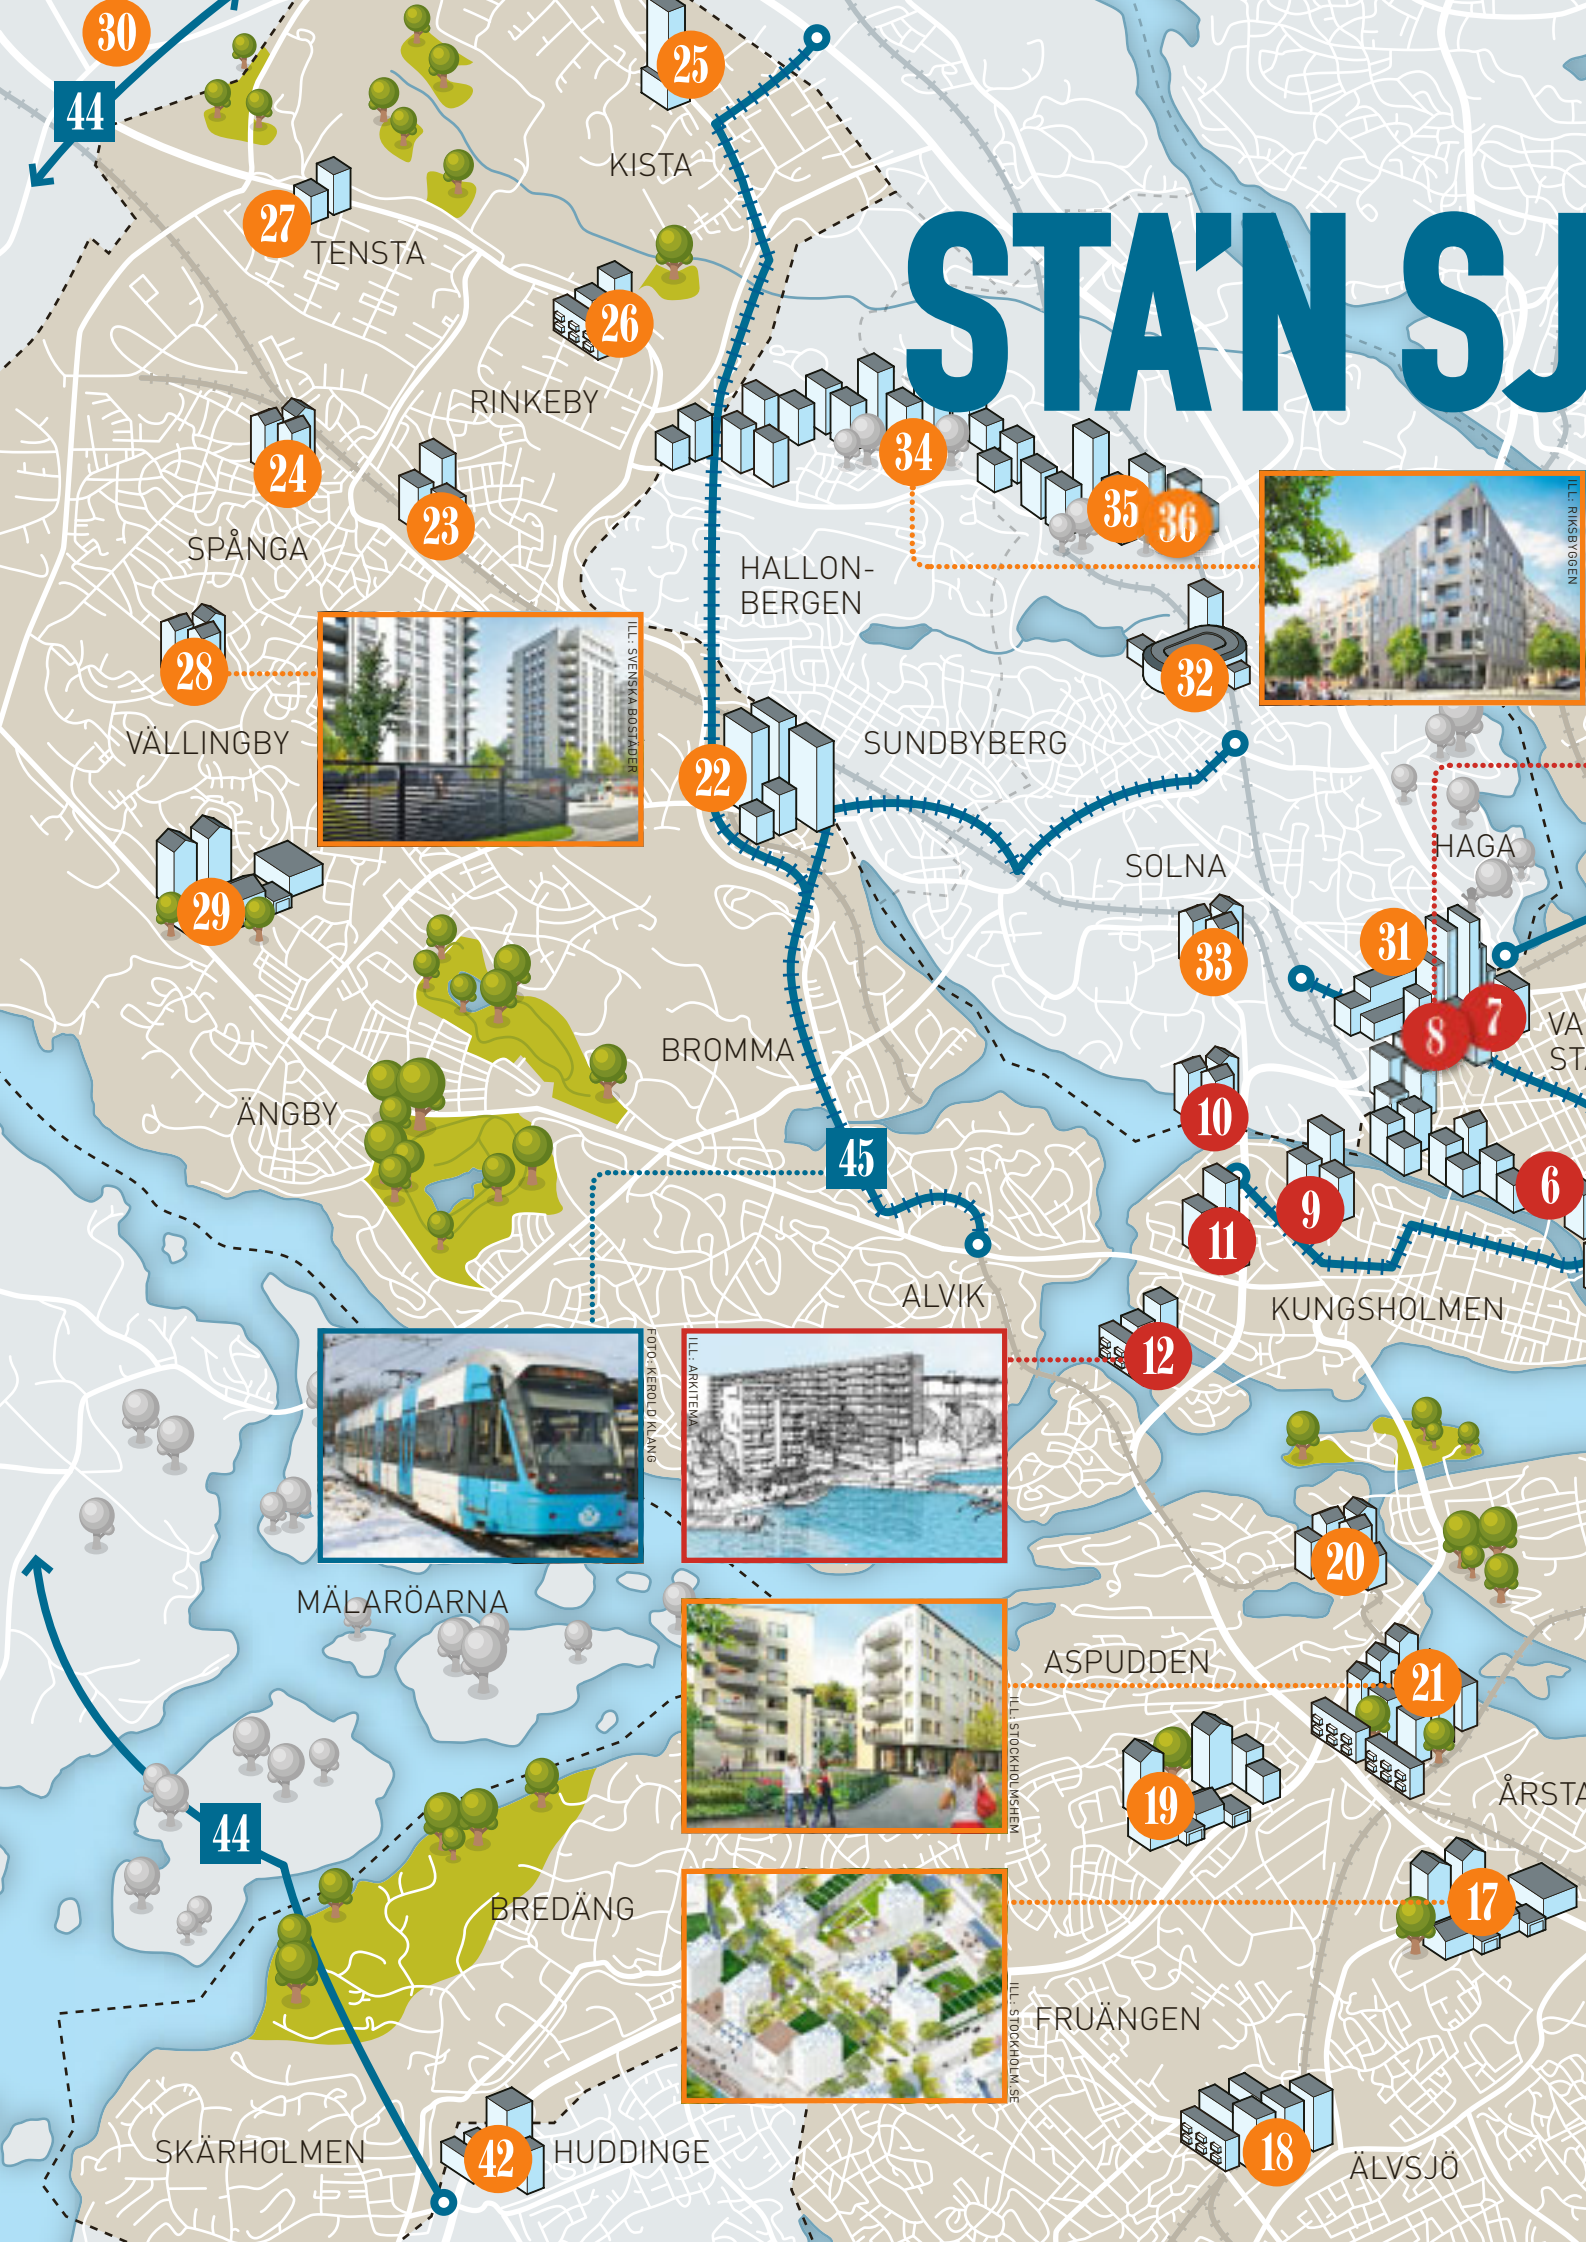 30
44
25
KISTA
27
TENSTA
STA'N SJ
26
RINKEBY
34
24
23
35
36
SPÅNGA
ILL: RIKSBYGGEN
HALLON-
BERGEN
28
ILL: SVENSKA BOSTÄDER
32
VÄLLINGBY
22
SUNDBYBERG
HAGA
SOLNA
29
31
33
8
7
VA
ST
BROMMA
ÄNGBY
10
45
6
9
11
ALVIK
KUNGSHOLMEN
12
FOTO: KEROLD KLANG
ILL: ARKITEMA
20
MÄLARÖARNA
ASPUDDEN
21
ILL: STOCKHOLMSHEM
ÅRSTA
19
44
BREDÄNG
17
ILL: STOCKHOLM.SE
FRUÄNGEN
SKÄRHOLMEN
42
HUDDINGE
18
ÄLVSJÖ